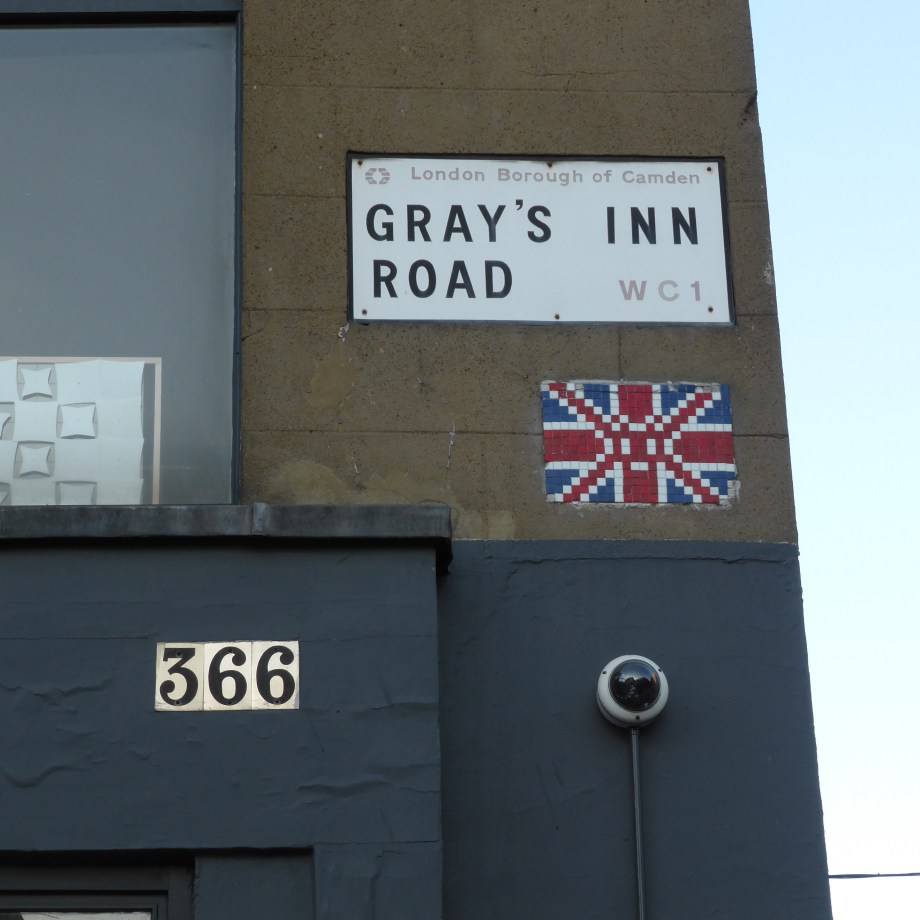 London Borough of Camden
GRAY'S INN
ROAD WC1
366